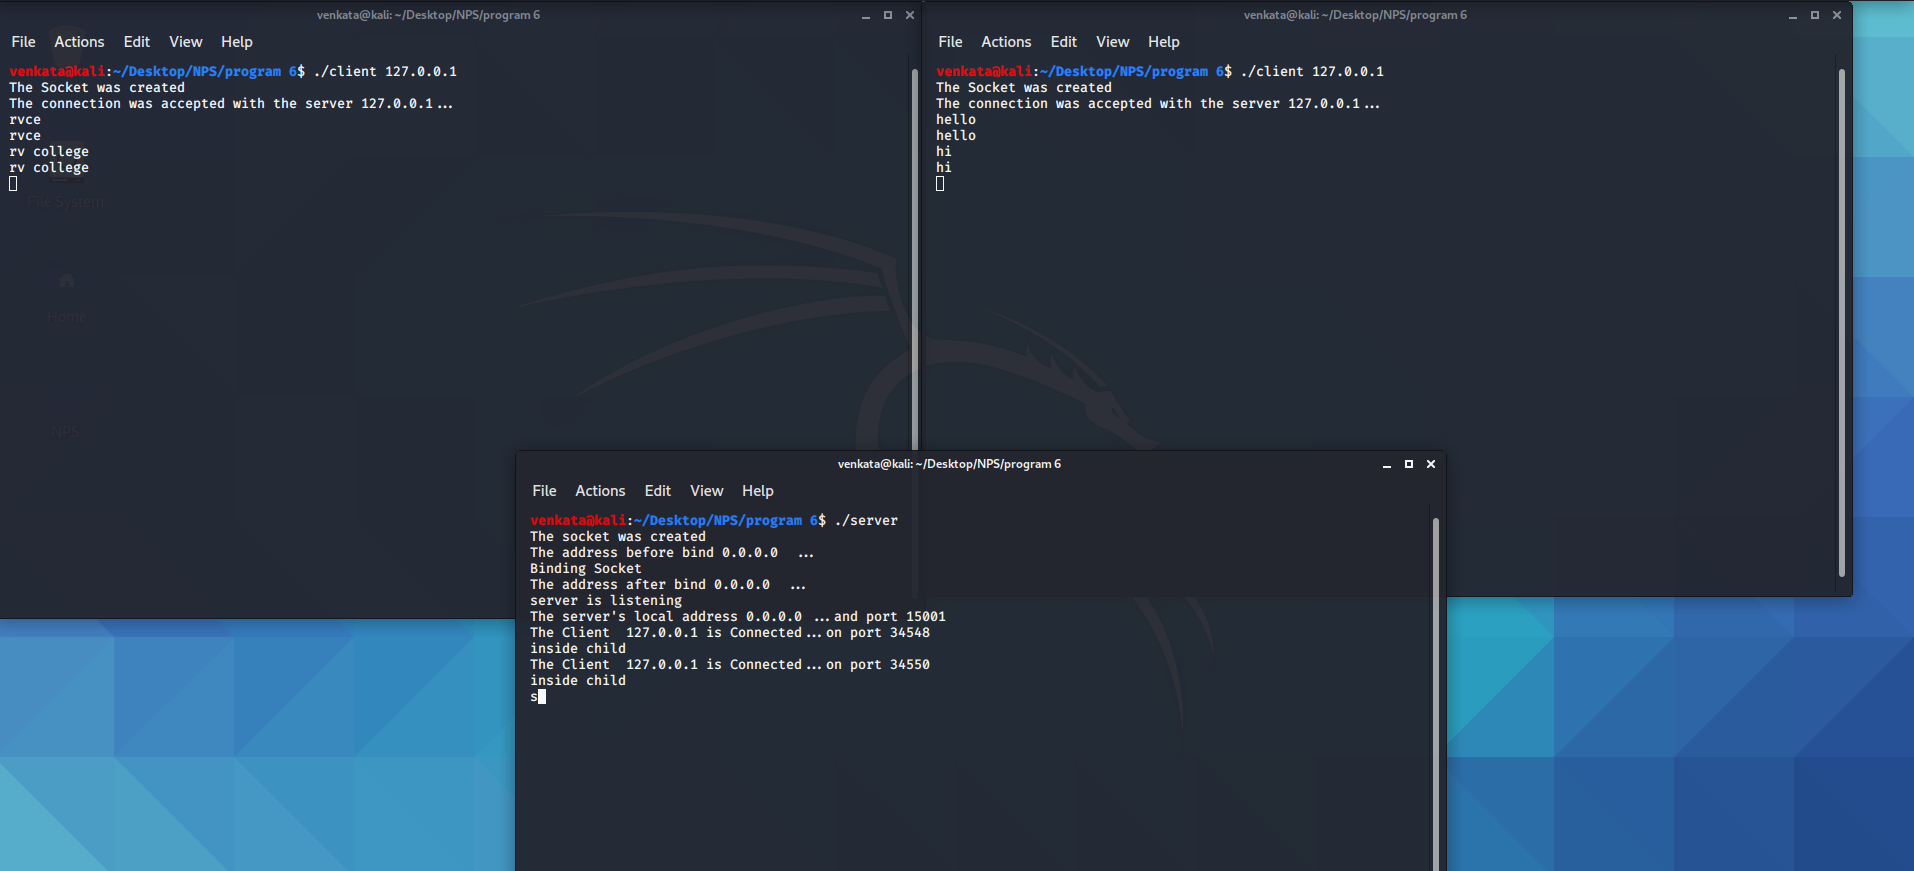 venkata@kali: ~/Desktop/NPS/program 6
File Actions Edit View Help
venkata@kali:~/Desktop/NPS/program 6$ ./client 127.0.0.1
The Socket was created
The connection was accepted with the server 127.0.0.1...
rvce
rvce
rv college
rv college
File System
Home
NPS
venkata@kali: ~/Desktop/NPS/program 6
File Actions Edit View Help
venkata@kali:~/Desktop/NPS/program 6$ ./client 127.0.0.1
The Socket was created
The connection was accepted with the server 127.0.0.1...
hello
hello
hi
hi
venkata@kali: ~/Desktop/NPS/program 6
File Actions Edit View Help
venkata@kali:~/Desktop/NPS/program 6$ ./server
The socket was created
The address before bind 0.0.0.0  ...
Binding Socket
The address after bind 0.0.0.0  ...
server is listening
The server's local address 0.0.0.0 ...and port 15001
The Client  127.0.0.1 is Connected...on port 34548
inside child
The Client  127.0.0.1 is Connected...on port 34550
inside child
s